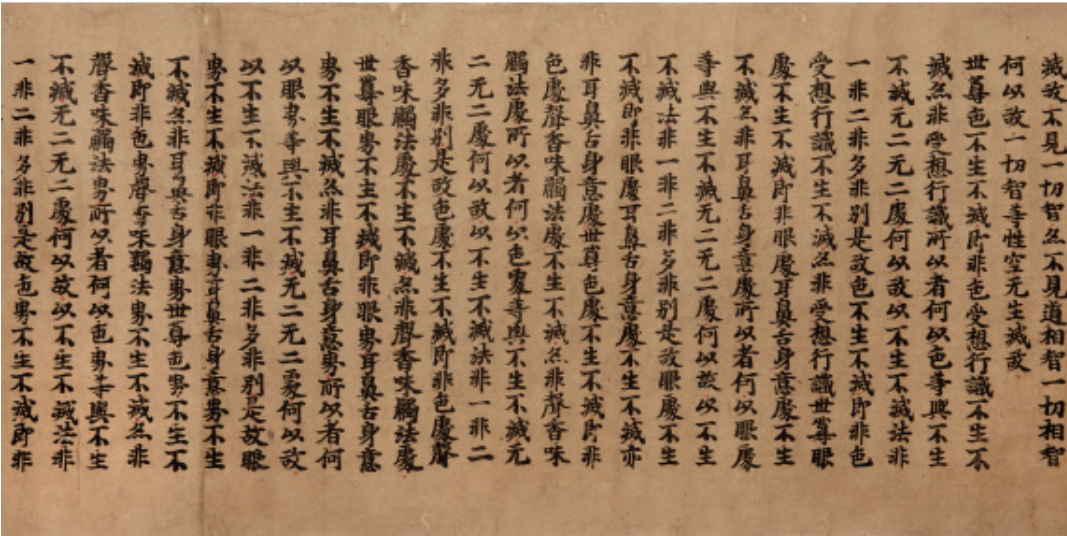 滅故不見一切智亦不見道相智一切相智
何以故一切智等性空无生滅故
世尊色不生不滅即非色受想行識不生不
滅亦非受想行識所以者何以色等與不生
不滅无二无二處何以故以不生不滅法非
一非二非多非別是故色不生不滅即非色
受想行識不生不滅亦非受想行識世尊眼
處不生不滅即非眼處耳鼻舌身意處不生
不滅亦非耳鼻舌身意處所以者何以眼處
等與不生不滅无二无二處何以故以不生
不滅法非一非二非多非別是故眼處不生
不滅即非眼處耳鼻舌身意處不生不滅亦
非耳鼻舌身意處世尊色處不生不滅即非
色處聲香味觸法處不生不滅亦非聲香味
觸法處所以者何以色處等與不生不滅无
二无二處何以故以不生不滅法非一非二
非多非別是故色處不生不滅即非色處聲
香味觸法處不生不滅亦非聲香味觸法處
世尊眼界不生不滅即非眼界耳鼻舌身意
界不生不滅亦非耳鼻舌身意界所以者何
以眼界等與不生不滅无二无二處何以故
以不生不滅法非一非二非多非別是故眼
界不生不滅即非眼界耳鼻舌身意界不生
不滅亦非耳鼻舌身意界世尊色界不生不
滅即非色界聲香味觸法界不生不滅亦非
聲香味觸法界所以者何以色界等與不生
不滅无二无二處何以故以不生不滅法非
一非二非多非別是故色界不生不滅即非